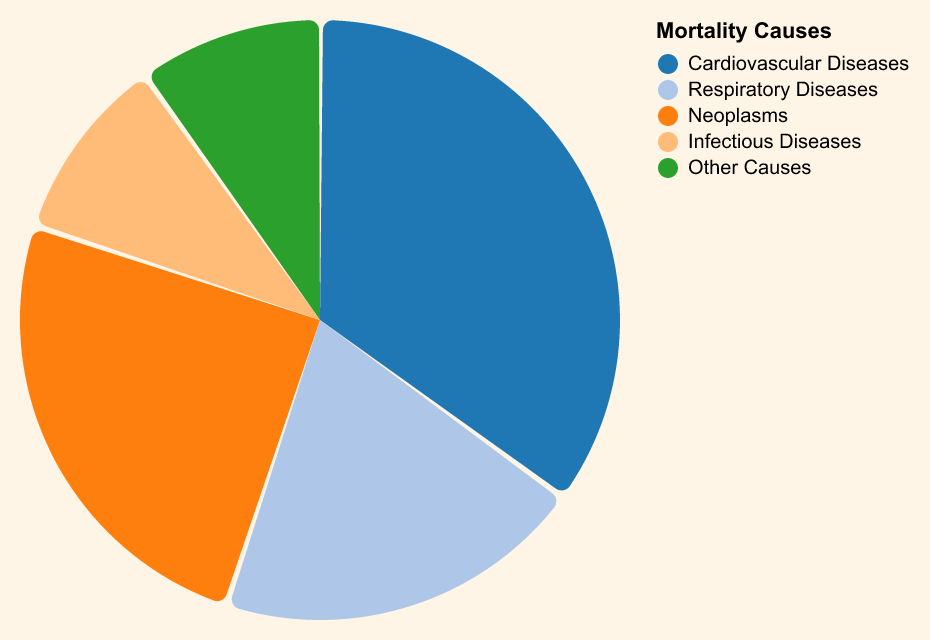 Mortality Causes
Cardiovascular Diseases
Respiratory Diseases
Neoplasms
Infectious Diseases
Other Causes